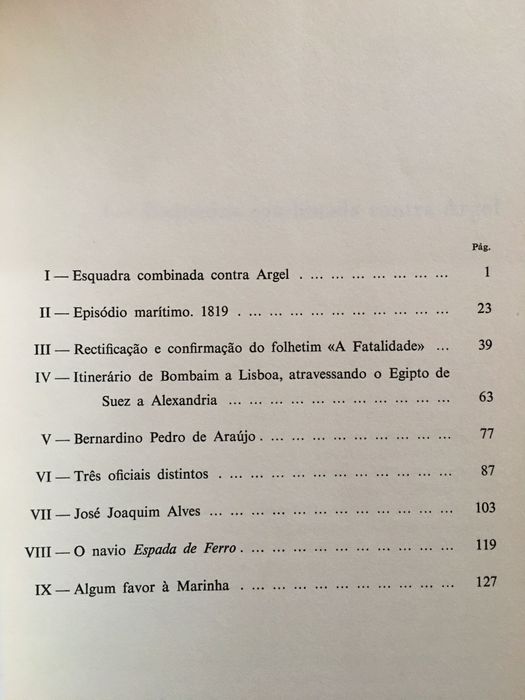 Pág.
I — Esquadra combinada contra Argel . ... ... ... ... ... ... ... 1
II — Episódio marítimo. 1819 . ... ... ... ... ... ... ... ... ... 23
III — Rectificação e confirmação do folhetim «A Fatalidade» ... 39
IV — Itinerário de Bombaim a Lisboa, atravessando o Egipto de
Suez a Alexandria ... ... ... ... ... ... ... ... ... ... 63
V — Bernardino Pedro de Araújo . ... ... ... ... ... ... ... ... 77
VI — Três oficiais distintos . ... ... ... ... ... ... ... ... ... ... 87
VII — José Joaquim Alves ... ... ... ... ... ... ... ... ... ... ... 103
VIII — O navio Espada de Ferro . ... ... ... ... ... ... ... ... ... 119
IX — Algum favor à Marinha . ... ... ... ... ... ... ... ... ... 127